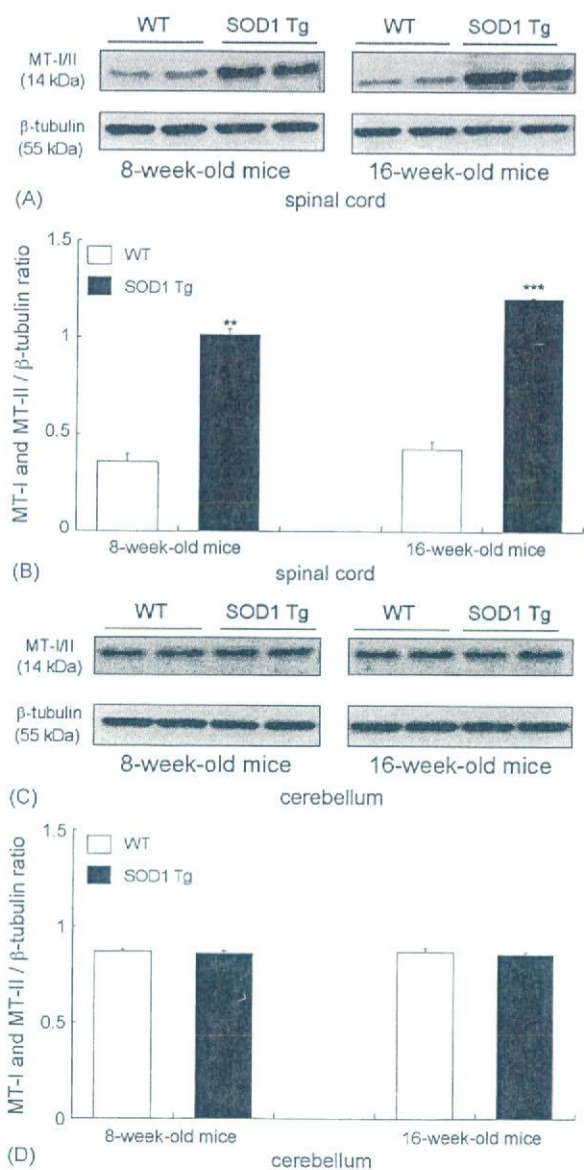 WT SOD1 Tg WT SOD1 Tg
MT-I/II
(14 kDa)
β-tubulin
(55 kDa)
8-week-old mice 16-week-old mice
(A) spinal cord
1.5
WT
SOD1 Tg
** ***
1
0.5
0
MT-I and MT-II / β-tubulin ratio
8-week-old mice 16-week-old mice
(B) spinal cord
WT SOD1 Tg WT SOD1 Tg
MT-I/II
(14 kDa)
β-tubulin
(55 kDa)
8-week-old mice 16-week-old mice
(C) cerebellum
1.5
WT
SOD1 Tg
1
0.5
0
MT-I and MT-II / β-tubulin ratio
8-week-old mice 16-week-old mice
(D) cerebellum